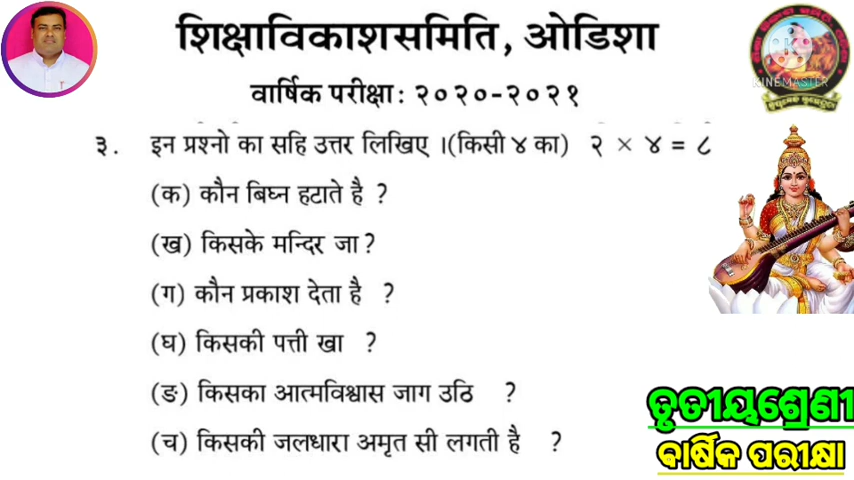 शिक्षाविकाशसमिति, ओडिशा
वार्षिक परीक्षा: २०२०-२०२१
KINEMASTER
३. इन प्रश्नो का सहि उत्तर लिखिए ।(किसी ४ का) २ × ४ = ८
(क) कौन बिघ्न हटाते है ?
(ख) किसके मन्दिर जा?
(ग) कौन प्रकाश देता है ?
(घ) किसकी पत्ती खा ?
(ङ) किसका आत्मविश्वास जाग उठि ?
(च) किसकी जलधारा अमृत सी लगती है ?
ତୃତୀୟଶ୍ରେଣୀ
ବାର୍ଷିକ ପରୀକ୍ଷା